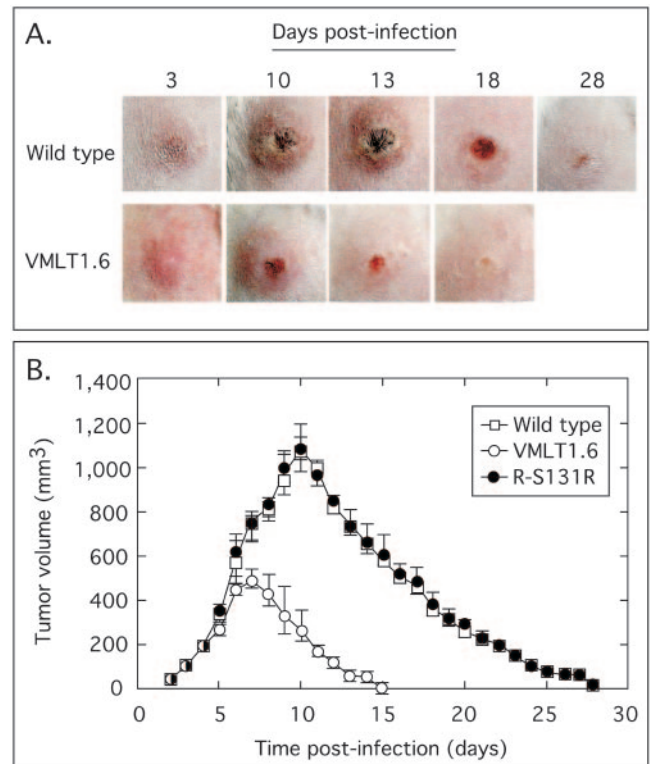 A.
Days post-infection
3 10 13 18 28
Wild type
VMLT1.6
B.
Tumor volume (mm3)
1,400
1,200
1,000
800
600
400
200
0
Wild type
VMLT1.6
R-S131R
0 5 10 15 20 25 30
Time post-infection (days)